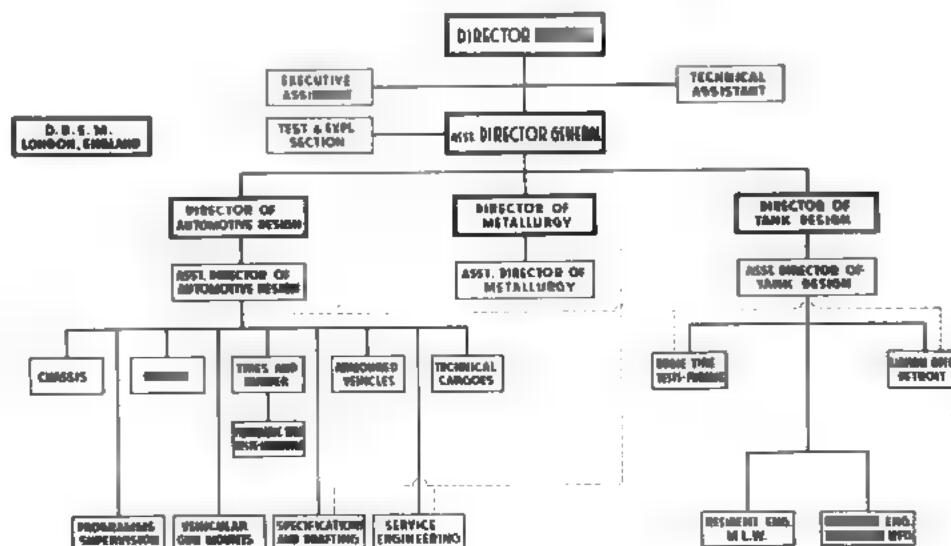 DIRECTOR
EXECUTIVE
TECHNICAL
ASSISTANT
TEST & EXPL
SECTION
ASST. DIRECTOR GENERAL
LONDON, ENGLAND
DIRECTOR OF
AUTOMOTIVE DESIGN
DIRECTOR OF
METALLURGY
DIRECTOR OF
TANK DESIGN
ASST. DIRECTOR OF
AUTOMOTIVE DESIGN
ASST. DIRECTOR OF
METALLURGY
ASST. DIRECTOR OF
TANK DESIGN
CHASSIS
TIRES AND
ARMOURED
VEHICLES
TECHNICAL
CARGOES
DETROIT
PROGRAMME
SUPERVISION
VEHICULAR
GUN MOUNTS
SPECIFICATIONS
AND DRAFTING
SERVICE
ENGINEERING
RESIDENT ENG.
M.L.W.
ENG.